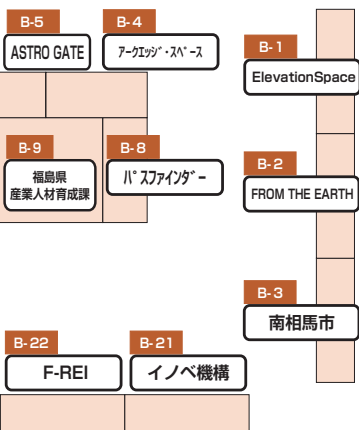 B-5
ASTRO GATE
B-4
アークエッジ・スペース
B-1
ElevationSpace
B-9
福島県
産業人材育成課
B-8
パスファインダー
B-2
FROM THE EARTH
B-3
南相馬市
B-22
F-REI
B-21
イノベ機構